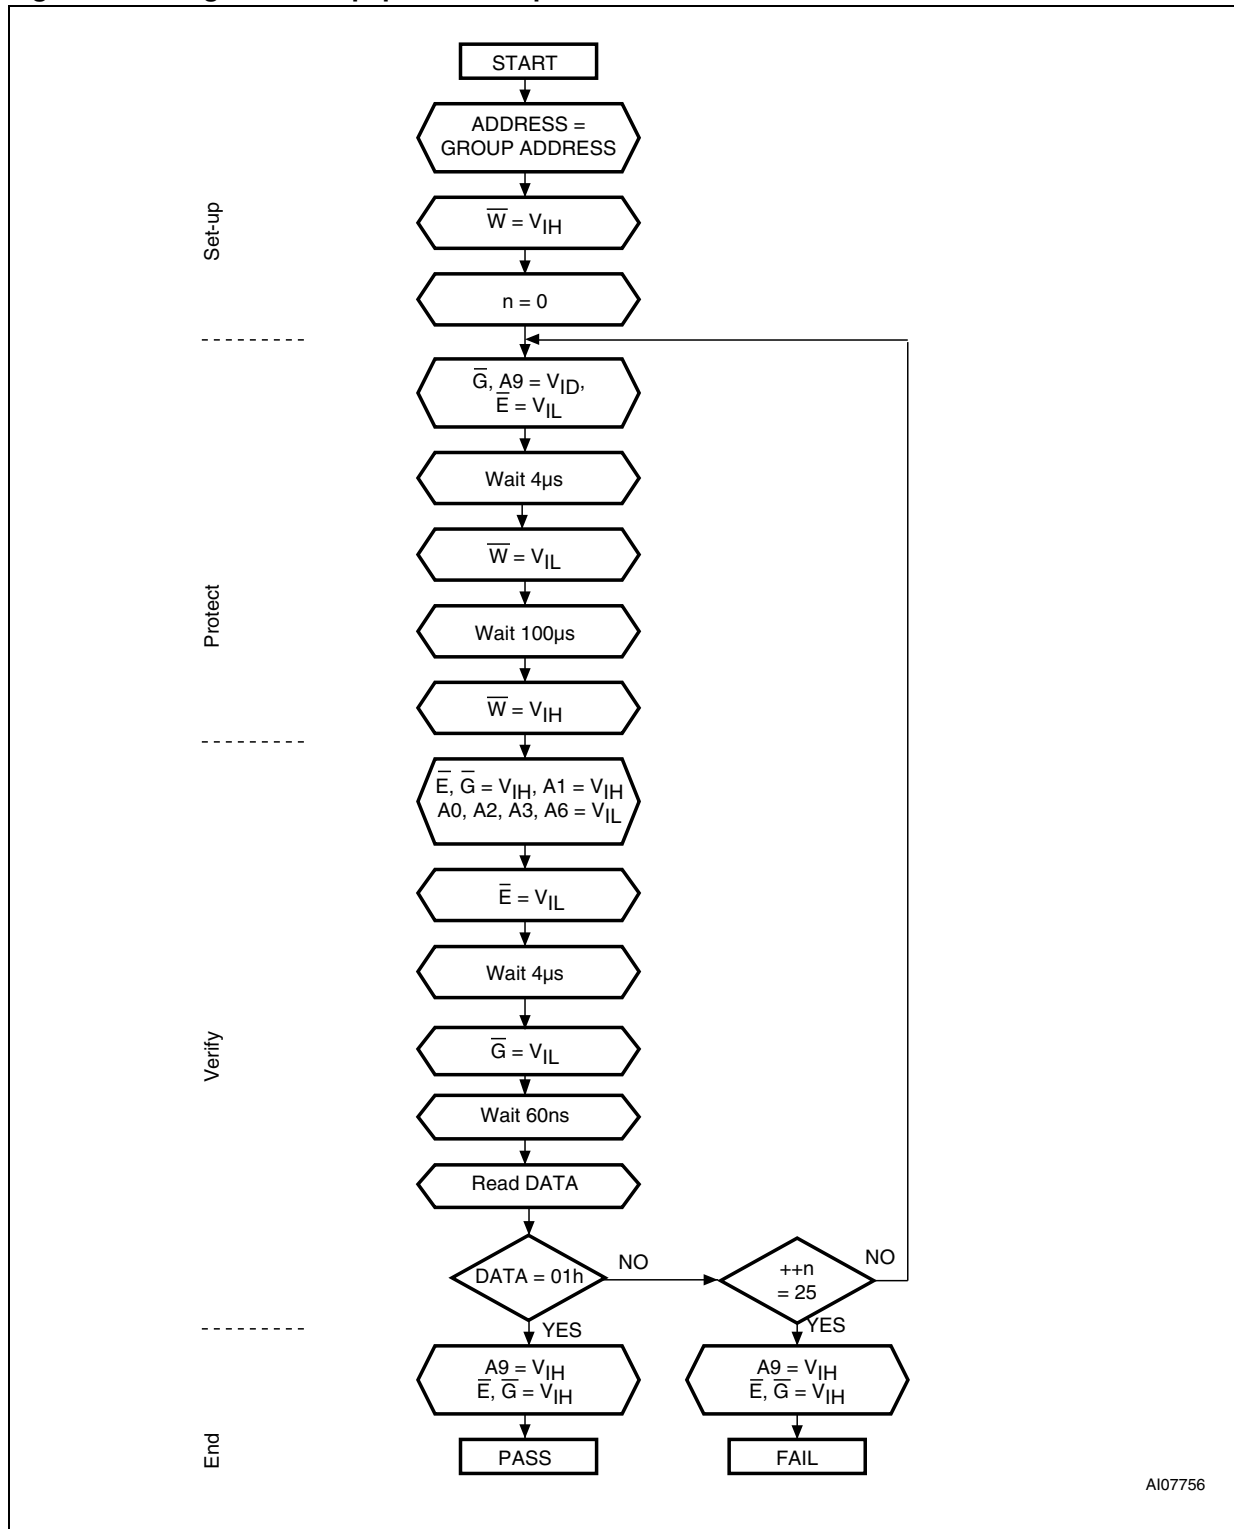 START
ADDRESS =
GROUP ADDRESS
Set-up
W̅ = VIH
n = 0
G̅, A9 = VID,
E̅ = VIL
Wait 4µs
W̅ = VIL
Protect
Wait 100µs
W̅ = VIH
E̅, G̅ = VIH, A1 = VIH
A0, A2, A3, A6 = VIL
E̅ = VIL
Wait 4µs
Verify
G̅ = VIL
Wait 60ns
Read DATA
DATA = 01h
NO
++n
= 25
NO
YES
YES
A9 = VIH
E̅, G̅ = VIH
A9 = VIH
E̅, G̅ = VIH
End
PASS
FAIL
AI07756